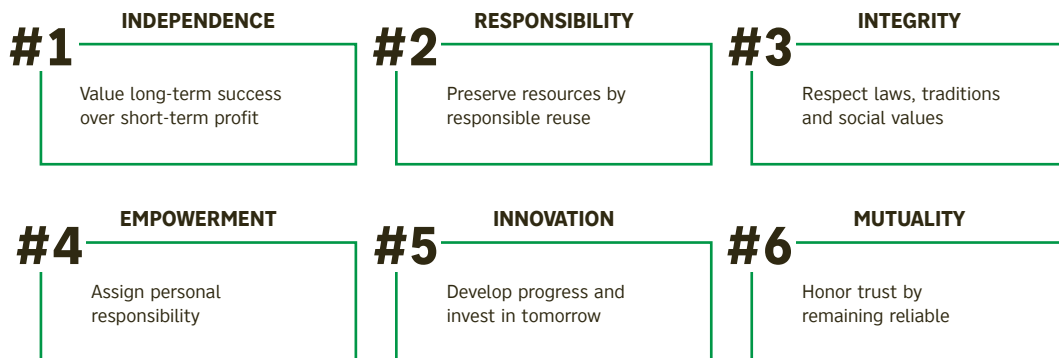 INDEPENDENCE
#1
Value long-term success
over short-term profit
RESPONSIBILITY
#2
Preserve resources by
responsible reuse
INTEGRITY
#3
Respect laws, traditions
and social values
EMPOWERMENT
#4
Assign personal
responsibility
INNOVATION
#5
Develop progress and
invest in tomorrow
MUTUALITY
#6
Honor trust by
remaining reliable